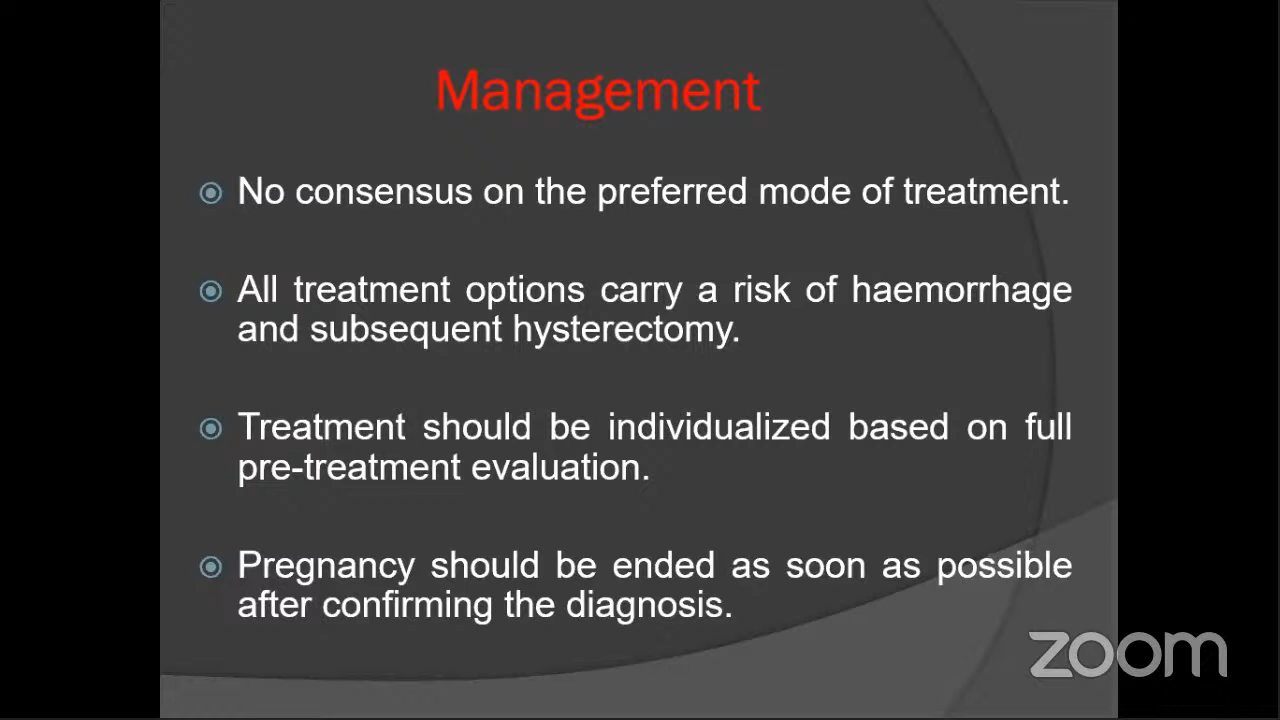 Management
No consensus on the preferred mode of treatment.
All treatment options carry a risk of haemorrhage
and subsequent hysterectomy.
Treatment should be individualized based on full
pre-treatment evaluation.
Pregnancy should be ended as soon as possible
after confirming the diagnosis.
zoom